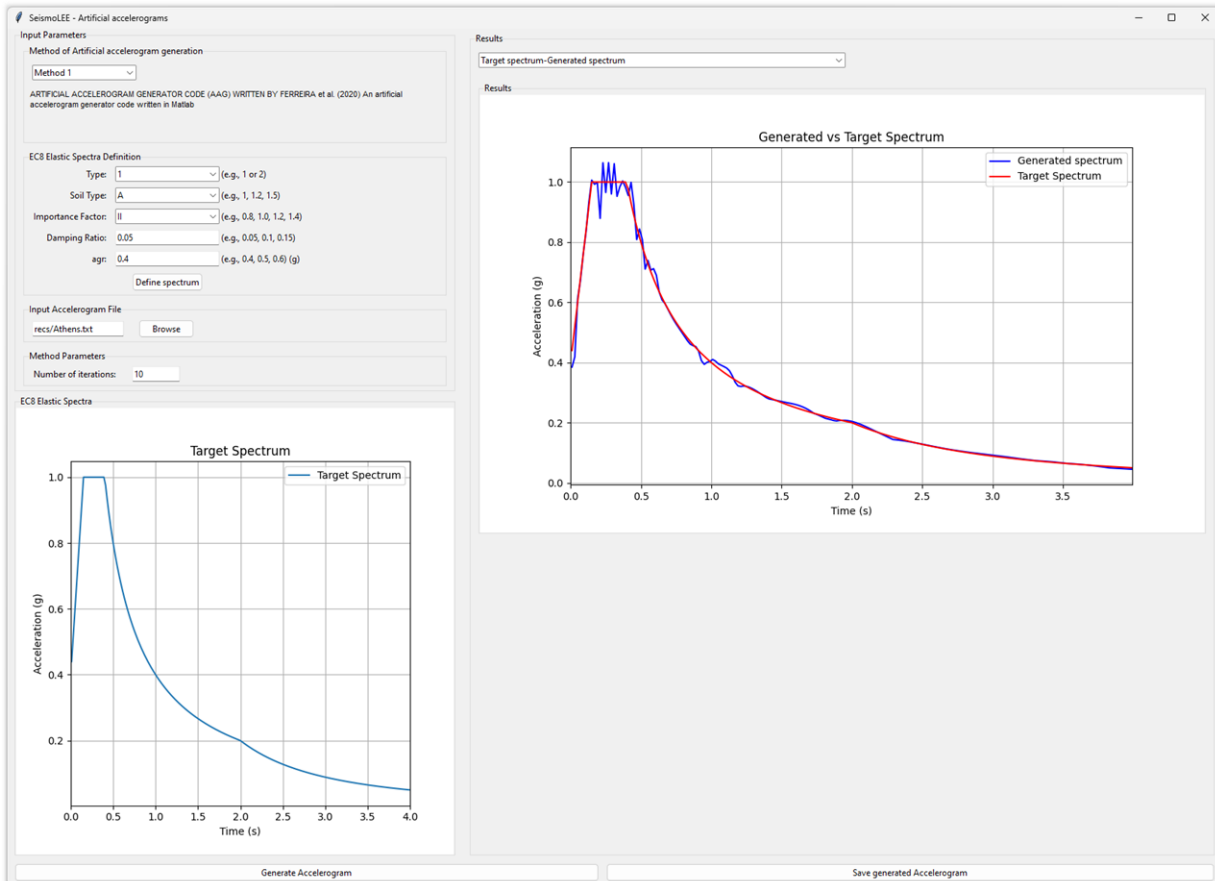 SeismoLEE - Artificial accelerograms
Input Parameters
Method of Artificial accelerogram generation
Method 1
ARTIFICIAL ACCELEROGRAM GENERATOR CODE (AAG) WRITTEN BY FERREIRA et al. (2020) An artificial
accelerogram generator code written in Matlab
EC8 Elastic Spectra Definition
Type: 1 (e.g., 1 or 2)
Soil Type: A (e.g., 1, 1.2, 1.5)
Importance Factor: II (e.g., 0.8, 1.0, 1.2, 1.4)
Damping Ratio: 0.05 (e.g., 0.05, 0.1, 0.15)
agr: 0.4 (e.g., 0.4, 0.5, 0.6) (g)
Define spectrum
Input Accelerogram File
recs/Athens.txt Browse
Method Parameters
Number of iterations: 10
EC8 Elastic Spectra
Target Spectrum
Target Spectrum
Acceleration (g)
1.0
0.8
0.6
0.4
0.2
0.0 0.5 1.0 1.5 2.0 2.5 3.0 3.5 4.0
Time (s)
Results
Target spectrum-Generated spectrum
Results
Generated vs Target Spectrum
Generated spectrum
Target Spectrum
Acceleration (g)
1.0
0.8
0.6
0.4
0.2
0.0
0.0 0.5 1.0 1.5 2.0 2.5 3.0 3.5
Time (s)
Generate Accelerogram
Save generated Accelerogram